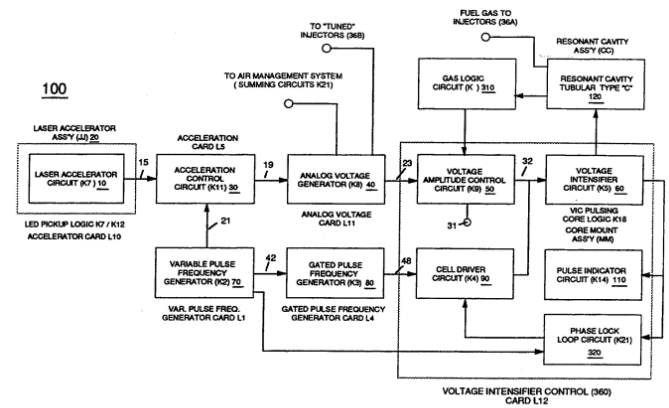 TO "TUNED"
INJECTORS (36B)
FUEL GAS TO
INJECTORS (36A)
RESONANT CAVITY
ASS'Y (CC)
TO AIR MANAGEMENT SYSTEM
( SUMMING CIRCUITS K21)
GAS LOGIC
CIRCUIT (K ) 310
RESONANT CAVITY
TUBULAR TYPE "C"
120
100
LASER ACCELERATOR
ASS'Y (JJ) 20
ACCELERATION
CARD L5
LASER ACCELERATOR
CIRCUIT (K7 ) 10
15
ACCELERATION
CONTROL
CIRCUIT (K11) 30
19
ANALOG VOLTAGE
GENERATOR (K8) 40
23
VOLTAGE
AMPLITUDE CONTROL
CIRCUIT (K9) 50
32
VOLTAGE
INTENSIFIER
CIRCUIT (K5) 60
LED PICKUP LOGIC K7 / K12
ACCELERATOR CARD L10
21
ANALOG VOLTAGE
CARD L11
31
VIC PULSING
CORE LOGIC K18
CORE MOUNT
ASS'Y (MM)
VARIABLE PULSE
FREQUENCY
GENERATOR (K2) 70
42
GATED PULSE
FREQUENCY
GENERATOR (K3) 80
48
CELL DRIVER
CIRCUIT (K4) 90
PULSE INDICATOR
CIRCUIT (K14) 110
VAR. PULSE FREQ.
GENERATOR CARD L1
GATED PULSE FREQUENCY
GENERATOR CARD L4
PHASE LOCK
LOOP CIRCUIT (K21)
320
VOLTAGE INTENSIFIER CONTROL (360)
CARD L12